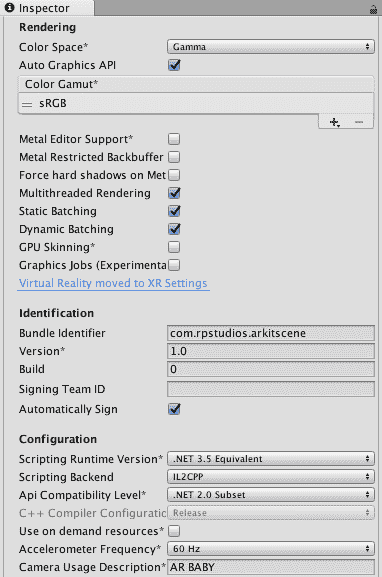 Inspector
Rendering
Color Space* Gamma
Auto Graphics API
Color Gamut*
sRGB
Metal Editor Support*
Metal Restricted Backbuffer
Force hard shadows on Met
Multithreaded Rendering
Static Batching
Dynamic Batching
GPU Skinning*
Graphics Jobs (Experimenta
Virtual Reality moved to XR Settings
Identification
Bundle Identifier com.rpstudios.arkitscene
Version* 1.0
Build 0
Signing Team ID
Automatically Sign
Configuration
Scripting Runtime Version* .NET 3.5 Equivalent
Scripting Backend IL2CPP
Api Compatibility Level* .NET 2.0 Subset
C++ Compiler Configuratic Release
Use on demand resources*
Accelerometer Frequency* 60 Hz
Camera Usage Description* AR BABY